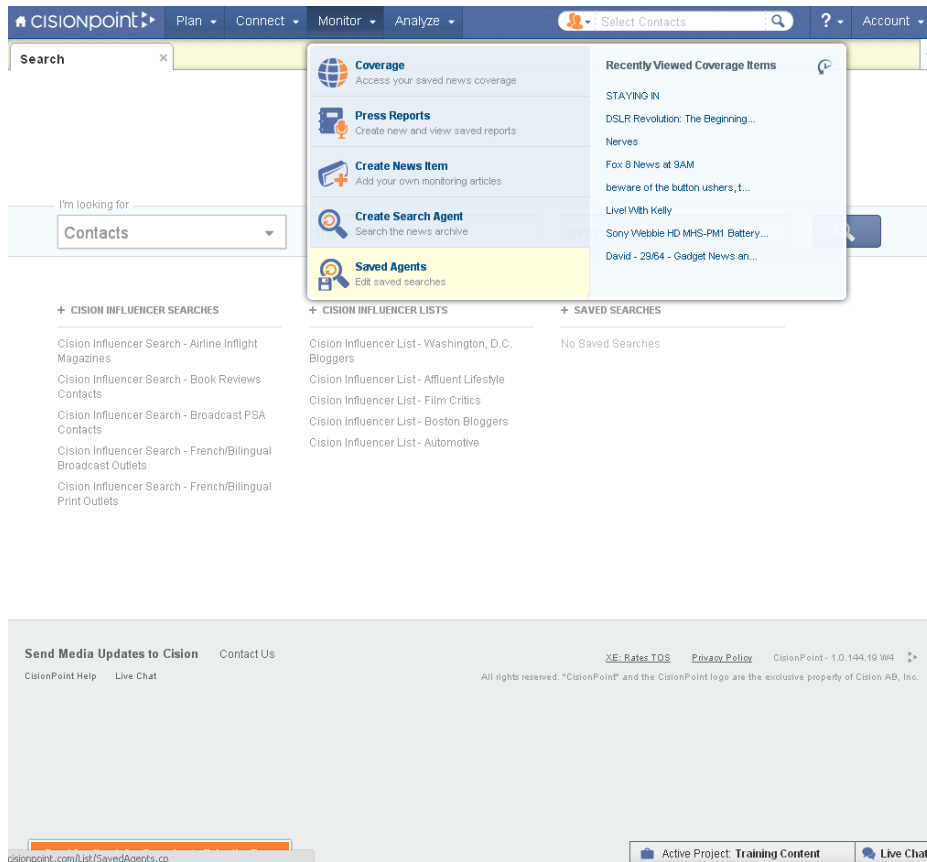 CISIONPOINT Plan Connect Monitor Analyze Select Contacts ? Account
Search ×
Coverage
Access your saved news coverage
Press Reports
Create new and view saved reports
Create News Item
Add your own monitoring articles
Create Search Agent
Search the news archive
Saved Agents
Edit saved searches
Recently Viewed Coverage Items
STAYING IN
DSLR Revolution: The Beginning...
Nerves
Fox 8 News at 9AM
beware of the button ushers, t...
Live! With Kelly
Sony Webbie HD MHS-PM1 Battery...
David - 29/64 - Gadget News an...
I'm looking for
Contacts
+ CISION INFLUENCER SEARCHES
Cision Influencer Search - Airline Inflight
Magazines
Cision Influencer Search - Book Reviews
Contacts
Cision Influencer Search - Broadcast PSA
Contacts
Cision Influencer Search - French/Bilingual
Broadcast Outlets
Cision Influencer Search - French/Bilingual
Print Outlets
+ CISION INFLUENCER LISTS
Cision Influencer List - Washington, D.C.
Bloggers
Cision Influencer List - Affluent Lifestyle
Cision Influencer List - Film Critics
Cision Influencer List - Boston Bloggers
Cision Influencer List - Automotive
+ SAVED SEARCHES
No Saved Searches
Send Media Updates to Cision Contact Us
CisionPoint Help Live Chat
XE: Rates TOS Privacy Policy CisionPoint - 1.0.144.19.W4
All rights reserved. "CisionPoint" and the CisionPoint logo are the exclusive property of Cision AB, Inc.
cisionpoint.com/List/SavedAgents.cp
Active Project: Training Content Live Chat